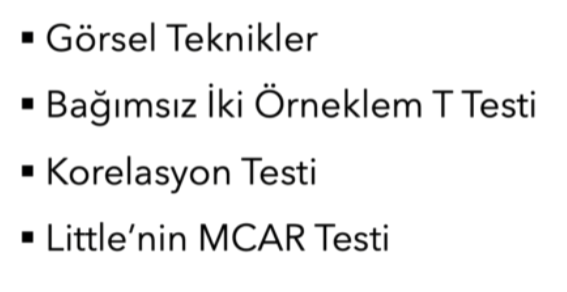 ▪ Görsel Teknikler
▪ Bağımsız İki Örneklem T Testi
▪ Korelasyon Testi
▪ Little’nin MCAR Testi